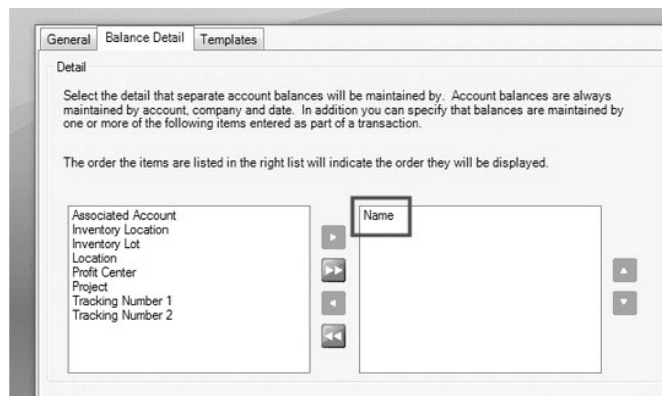 General Balance Detail Templates
Detail
Select the detail that separate account balances will be maintained by. Account balances are always
maintained by account, company and date. In addition you can specify that balances are maintained by
one or more of the following items entered as part of a transaction.
The order the items are listed in the right list will indicate the order they will be displayed.
Associated Account
Inventory Location
Inventory Lot
Location
Profit Center
Project
Tracking Number 1
Tracking Number 2
Name